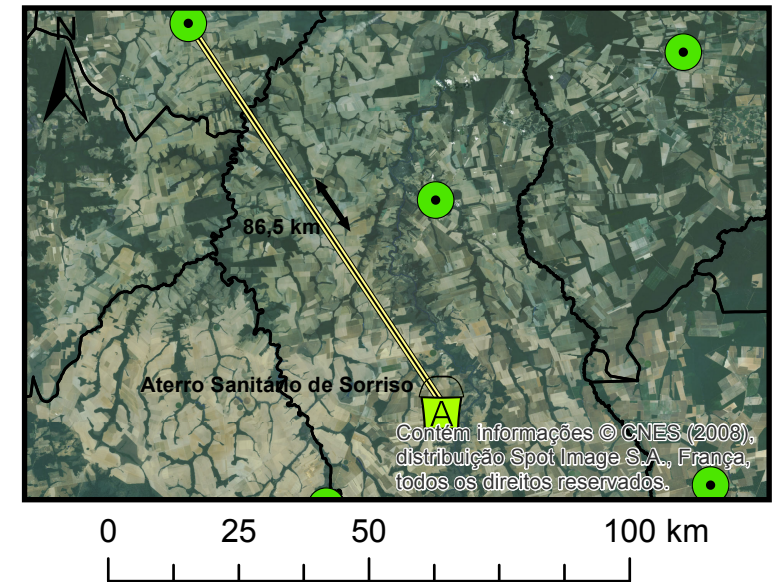 N
86,5 km
Aterro Sanitário de Sorriso
A
Contém informações © CNES (2008),
distribuição Spot Image S.A., França,
todos os direitos reservados.
0 25 50 100 km